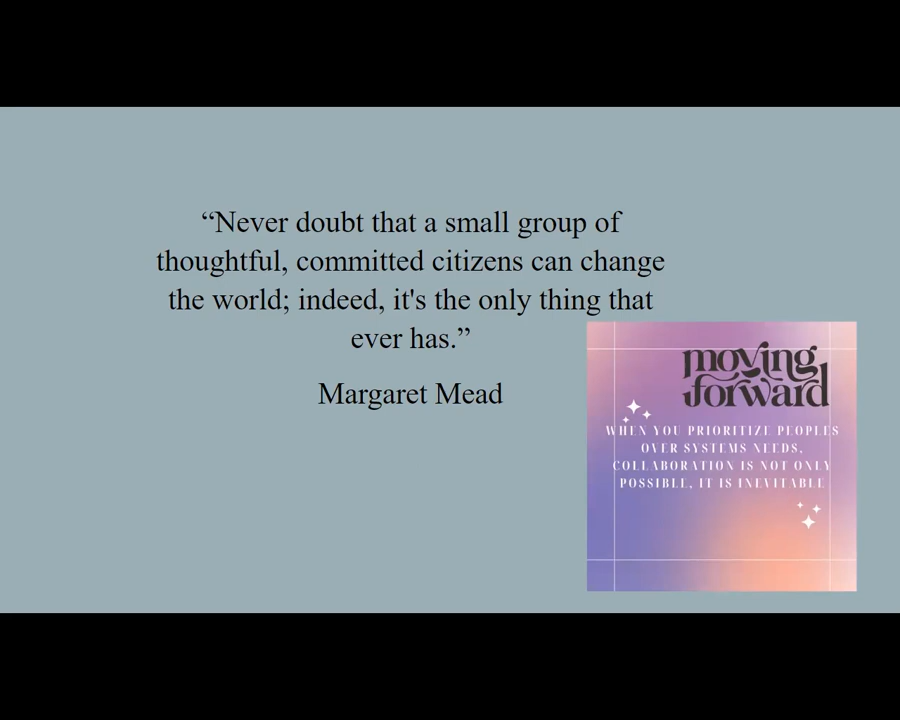 “Never doubt that a small group of
thoughtful, committed citizens can change
the world; indeed, it's the only thing that
ever has.”
Margaret Mead
moving
forward
WHEN YOU PRIORITIZE PEOPLES
OVER SYSTEMS NEEDS,
COLLABORATION IS NOT ONLY
POSSIBLE, IT IS INEVITABLE